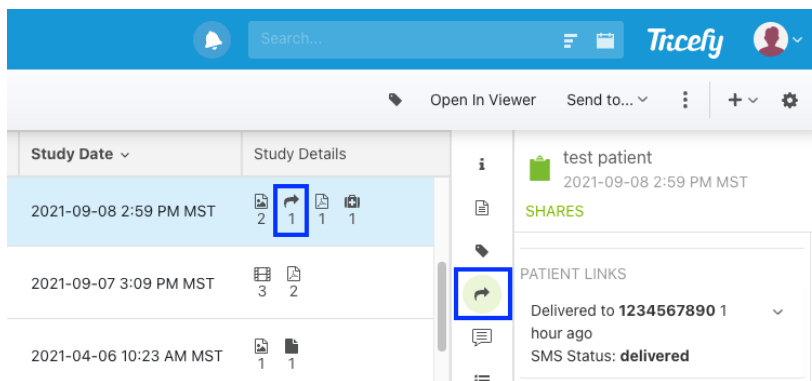 Search...
Tricefy
Open In Viewer Send to...
Study Date Study Details
test patient
2021-09-08 2:59 PM MST
SHARES
2021-09-08 2:59 PM MST
2 1 1 1
PATIENT LINKS
2021-09-07 3:09 PM MST
3 2
Delivered to 1234567890 1
hour ago
SMS Status: delivered
2021-04-06 10:23 AM MST
1 1